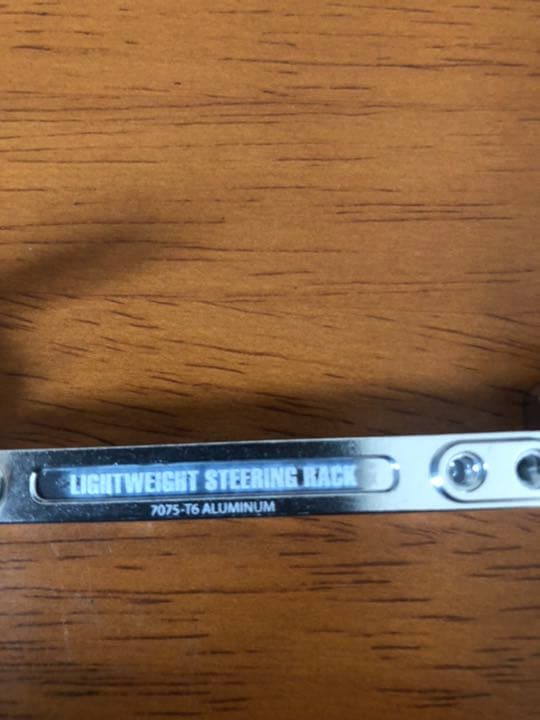 LIGHTWEIGHT STEERING RACK
7075-T6 ALUMINUM